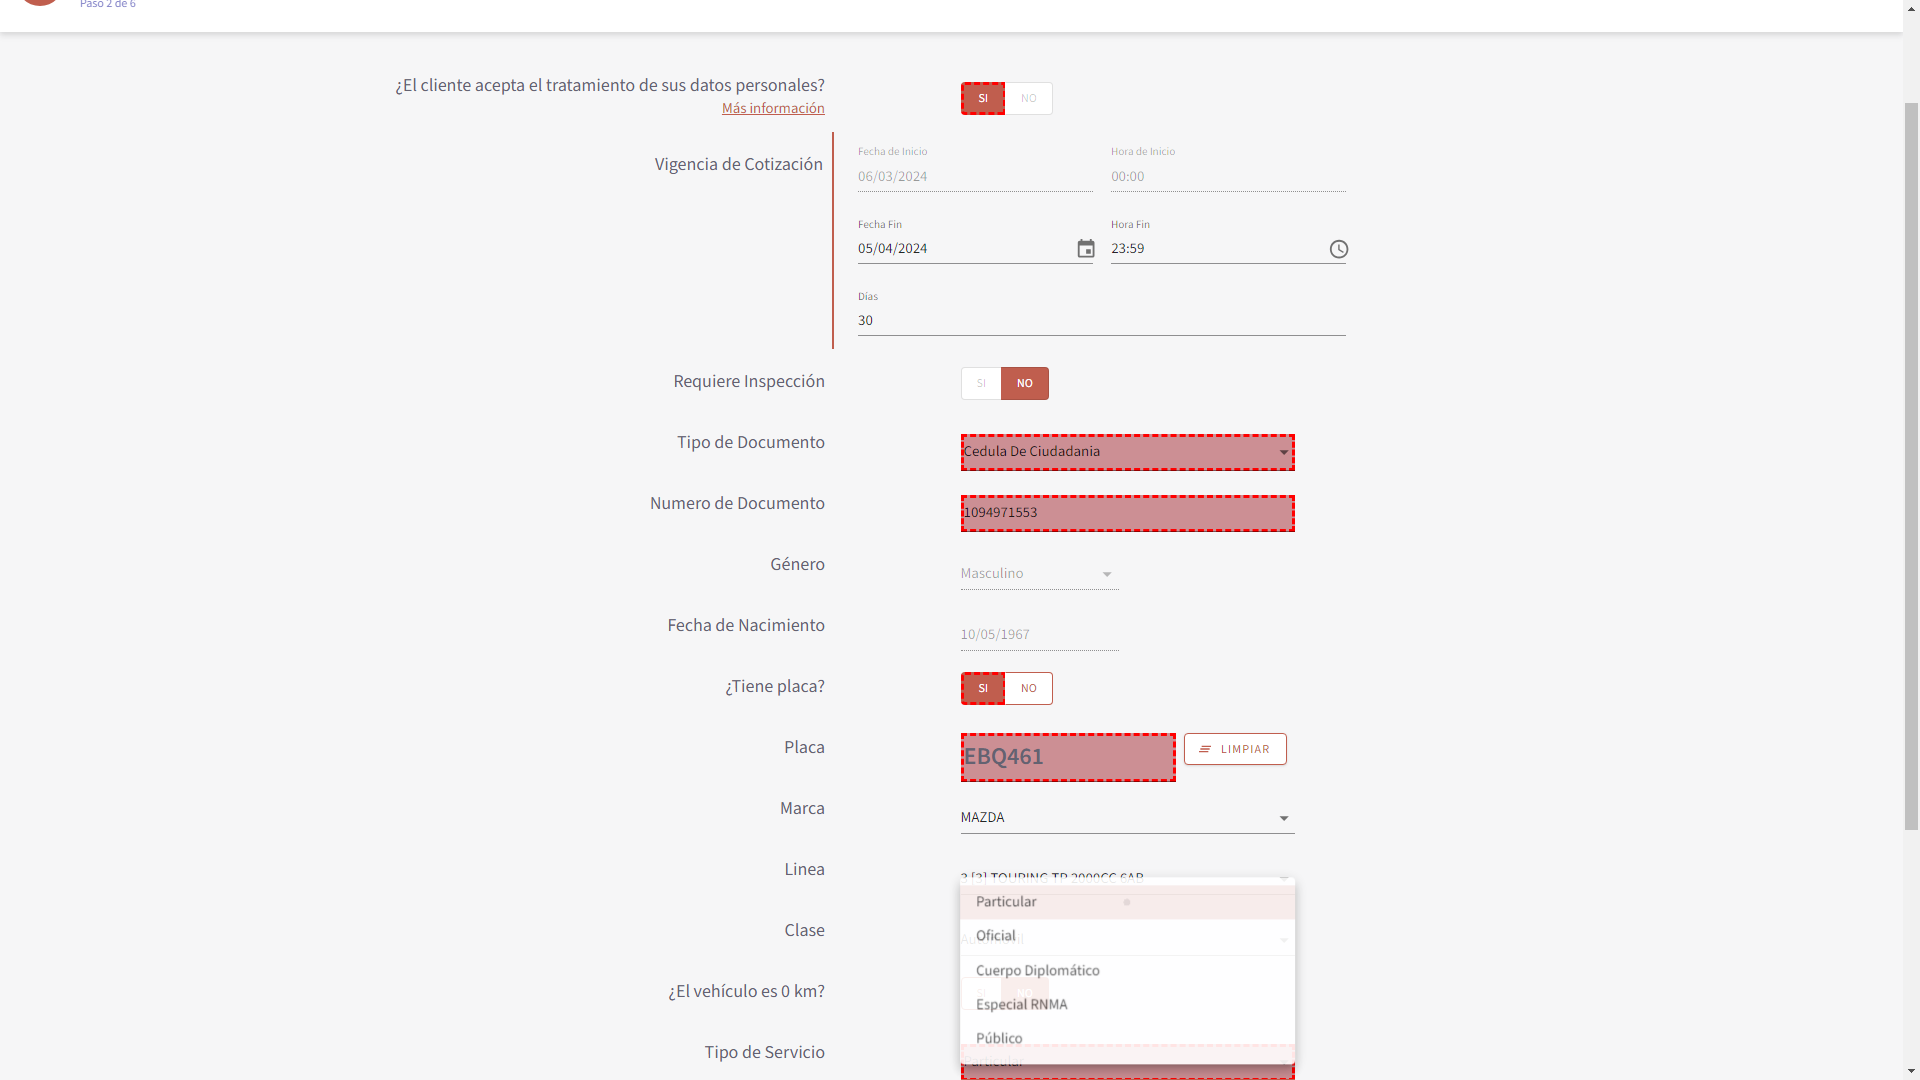 Paso 2 de 6
¿El cliente acepta el tratamiento de sus datos personales?
Más información
SI NO
Vigencia de Cotización
Fecha de Inicio Hora de Inicio
06/03/2024 00:00
Fecha Fin Hora Fin
05/04/2024 23:59
Días
30
Requiere Inspección SI NO
Tipo de Documento Cedula De Ciudadania
Numero de Documento 1094971553
Género Masculino
Fecha de Nacimiento 10/05/1967
¿Tiene placa? SI NO
Placa EBQ461 LIMPIAR
Marca MAZDA
Linea 3 [3] TOURING TP 2000CC 6AB
Particular
Clase
Oficial
Cuerpo Diplomático
¿El vehículo es 0 km? SI NO
Especial RNMA
Público
Tipo de Servicio Particular